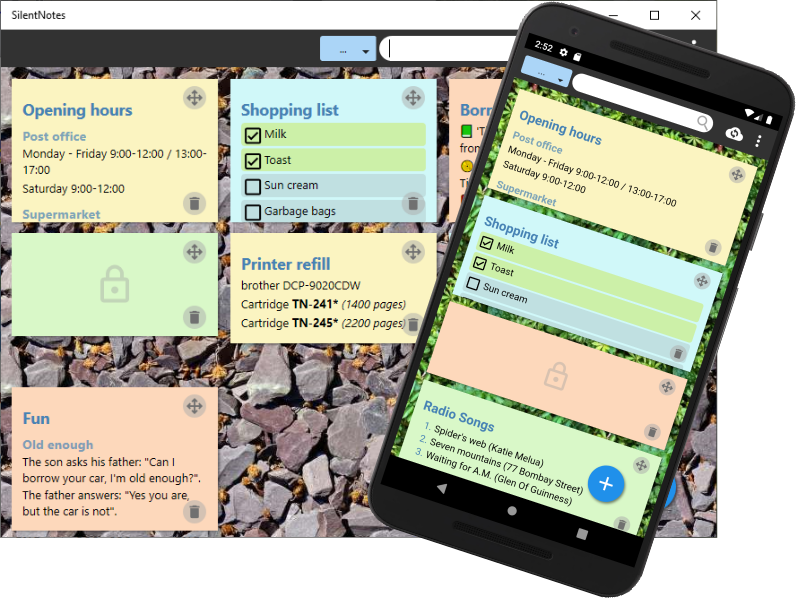 SilentNotes
...
Opening hours
Post office
Monday - Friday 9:00-12:00 / 13:00-
17:00
Saturday 9:00-12:00
Supermarket
Shopping list
Milk
Toast
Sun cream
Garbage bags
Borr
from
Printer refill
brother DCP-9020CDW
Cartridge TN-241* (1400 pages)
Cartridge TN-245* (2200 pages)
Fun
Old enough
The son asks his father: "Can I
borrow your car, I'm old enough?".
The father answers: "Yes you are,
but the car is not".
2:52
...
Opening hours
Post office
Monday - Friday 9:00-12:00 / 13:00-17:00
Saturday 9:00-12:00
Supermarket
Shopping list
Milk
Toast
Sun cream
Radio Songs
1. Spider's web (Katie Melua)
2. Seven mountains (77 Bombay Street)
3. Waiting for A.M. (Glen Of Guinness)